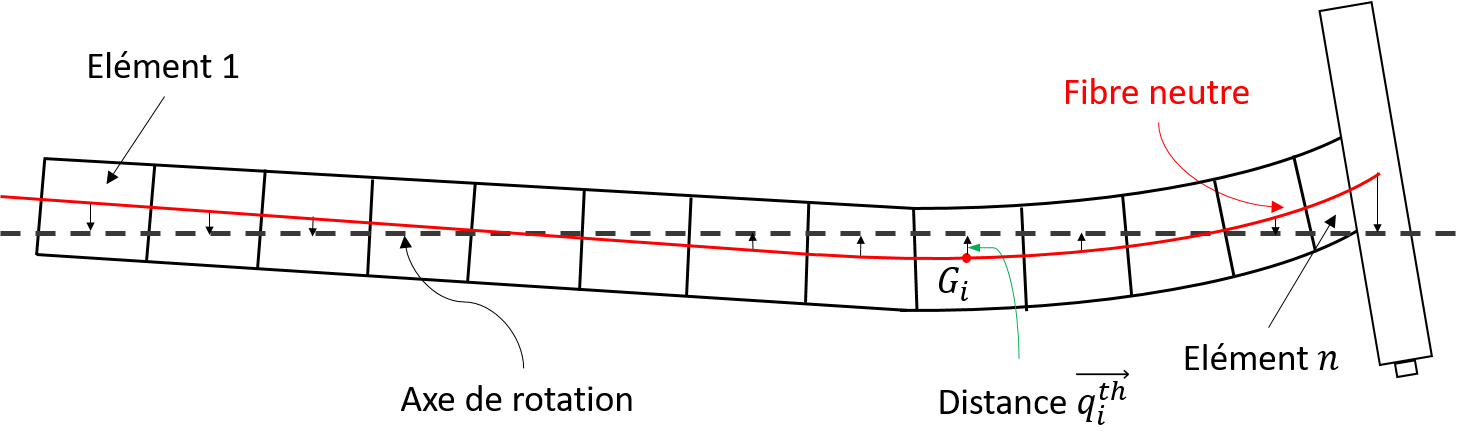 Elément 1
Fibre neutre
G_i
Elément n
Axe de rotation
Distance \overrightarrow{q_i^{th}}